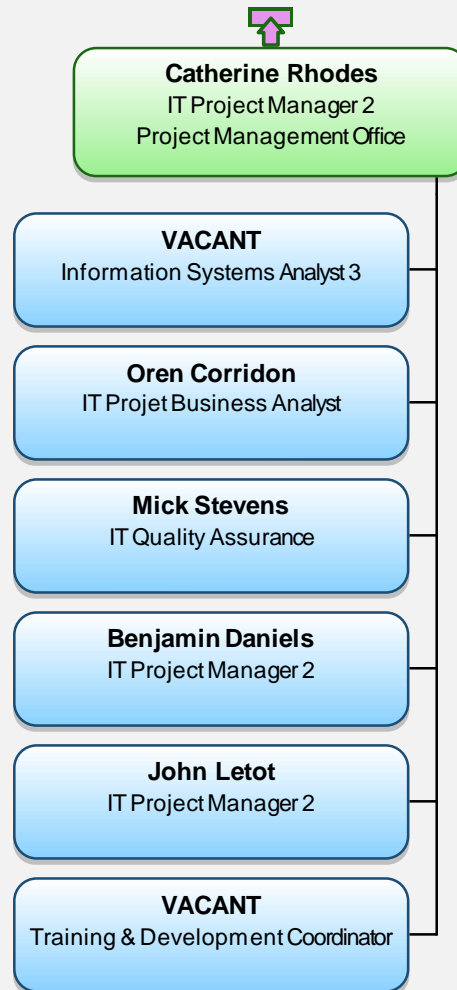 Catherine Rhodes
IT Project Manager 2
Project Management Office
VACANT
Information Systems Analyst 3
Oren Corridon
IT Projet Business Analyst
Mick Stevens
IT Quality Assurance
Benjamin Daniels
IT Project Manager 2
John Letot
IT Project Manager 2
VACANT
Training & Development Coordinator